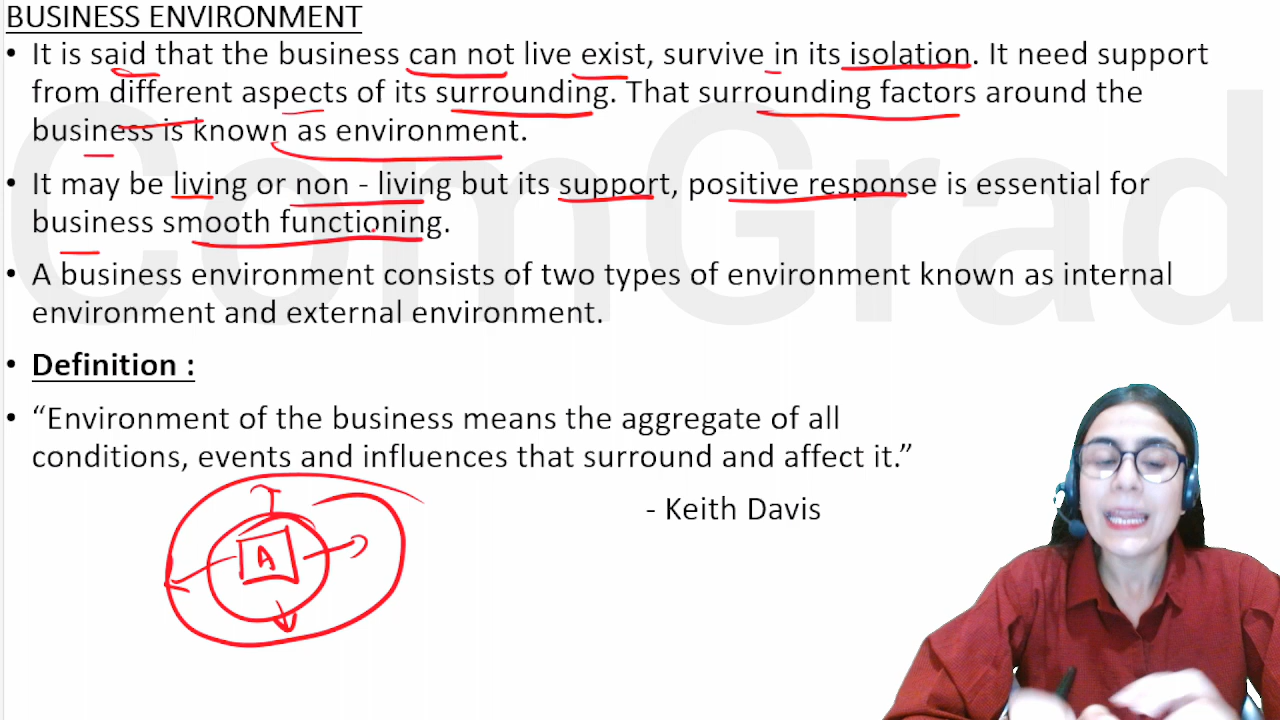 BUSINESS ENVIRONMENT
• It is said that the business can not live exist, survive in its isolation. It need support
from different aspects of its surrounding. That surrounding factors around the
business is known as environment.
• It may be living or non - living but its support, positive response is essential for
business smooth functioning.
• A business environment consists of two types of environment known as internal
environment and external environment.
• Definition :
• “Environment of the business means the aggregate of all
conditions, events and influences that surround and affect it.”
- Keith Davis
A
ComGrad